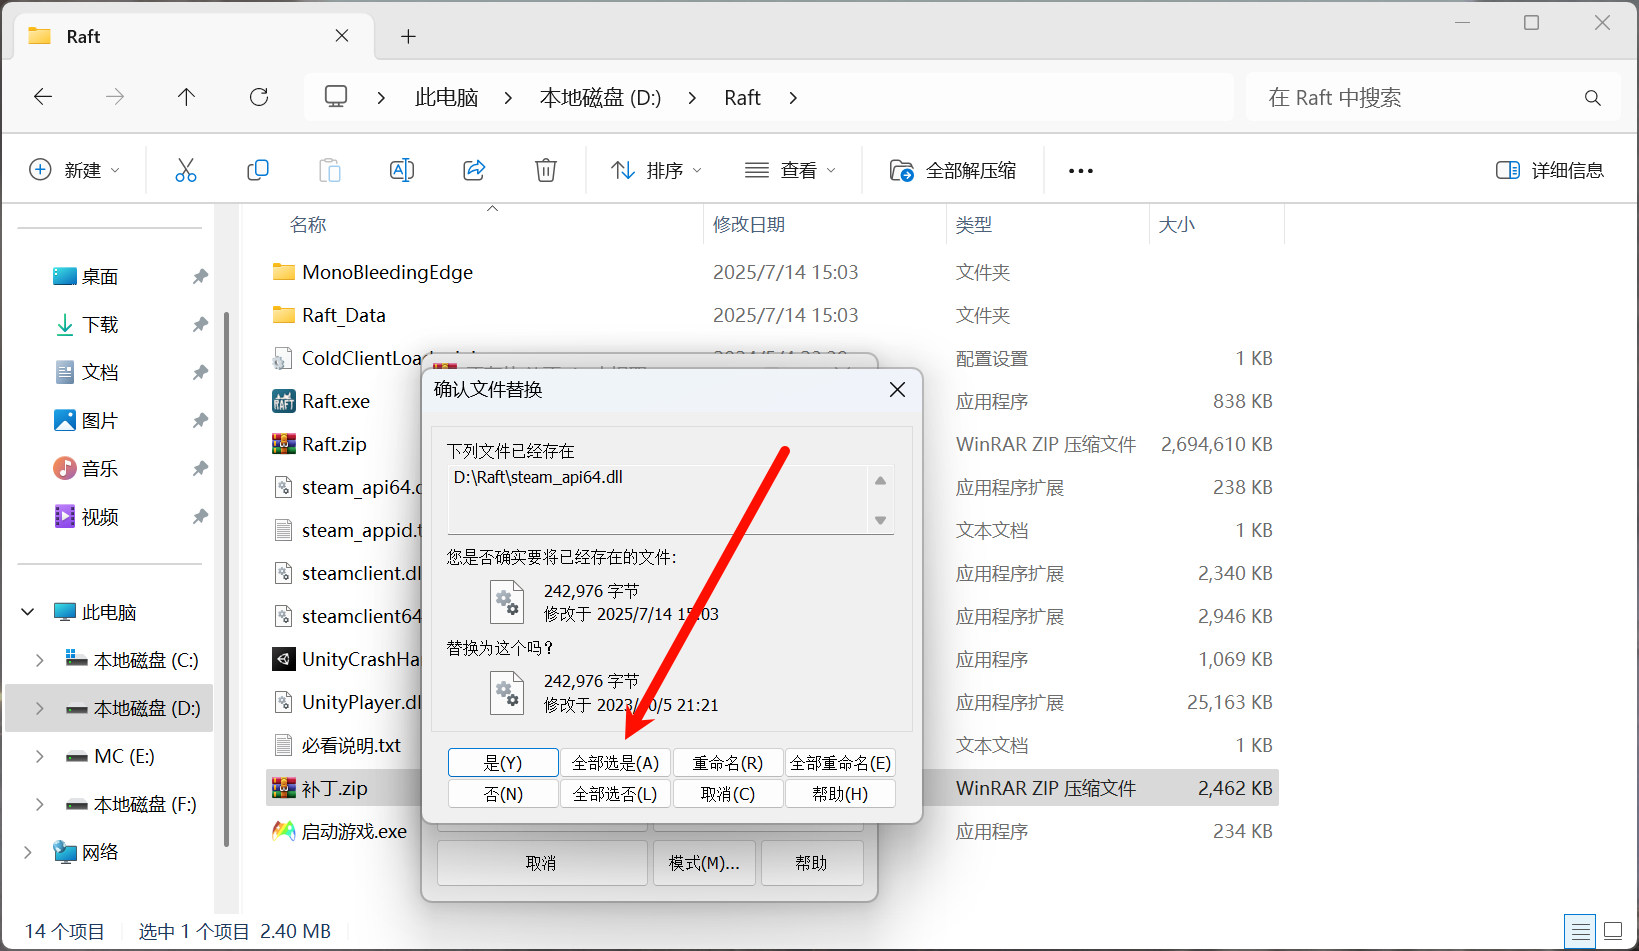 Raft
此电脑
本地磁盘 (D:)
Raft
在 Raft 中搜索
新建
排序
查看
全部解压缩
详细信息
名称
修改日期
类型
大小
桌面
下载
文档
图片
音乐
视频
此电脑
本地磁盘 (C:)
本地磁盘 (D:)
MC (E:)
本地磁盘 (F:)
网络
MonoBleedingEdge 2025/7/14 15:03 文件夹
Raft_Data 2025/7/14 15:03 文件夹
ColdClientLoa 配置设置 1 KB
Raft.exe 应用程序 838 KB
Raft.zip WinRAR ZIP 压缩文件 2,694,610 KB
steam_api64.d 应用程序扩展 238 KB
steam_appid.t 文本文档 1 KB
steamclient.dl 应用程序扩展 2,340 KB
steamclient64 应用程序扩展 2,946 KB
UnityCrashHa 应用程序 1,069 KB
UnityPlayer.dl 应用程序扩展 25,163 KB
必看说明.txt 文本文档 1 KB
补丁.zip WinRAR ZIP 压缩文件 2,462 KB
启动游戏.exe 应用程序 234 KB
确认文件替换
下列文件已经存在
D:\Raft\steam_api64.dll
您是否确实要将已经存在的文件:
242,976 字节
修改于 2025/7/14 15:03
替换为这个吗?
242,976 字节
修改于 2023/10/5 21:21
是(Y)
全部选是(A)
重命名(R)
全部重命名(E)
否(N)
全部选否(L)
取消(C)
帮助(H)
取消
模式(M)...
帮助
14 个项目
选中 1 个项目 2.40 MB